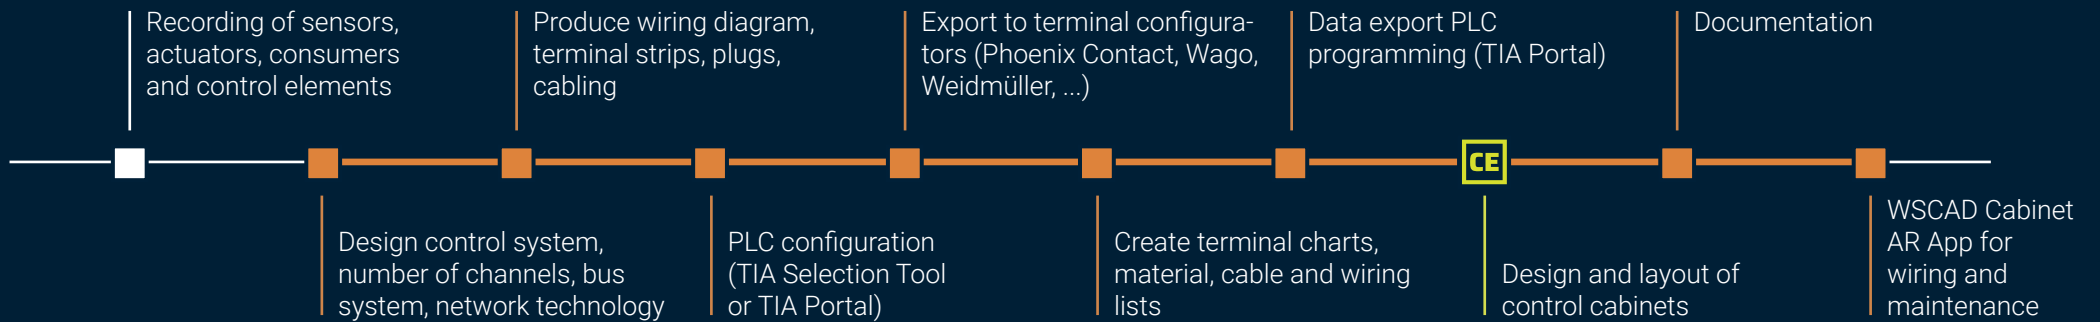 Recording of sensors,
actuators, consumers
and control elements
Design control system,
number of channels, bus
system, network technology
Produce wiring diagram,
terminal strips, plugs,
cabling
PLC configuration
(TIA Selection Tool
or TIA Portal)
Export to terminal configura-
tors (Phoenix Contact, Wago,
Weidmüller, ...)
Create terminal charts,
material, cable and wiring
lists
Data export PLC
programming (TIA Portal)
CE
Design and layout of
control cabinets
Documentation
WSCAD Cabinet
AR App for
wiring and
maintenance